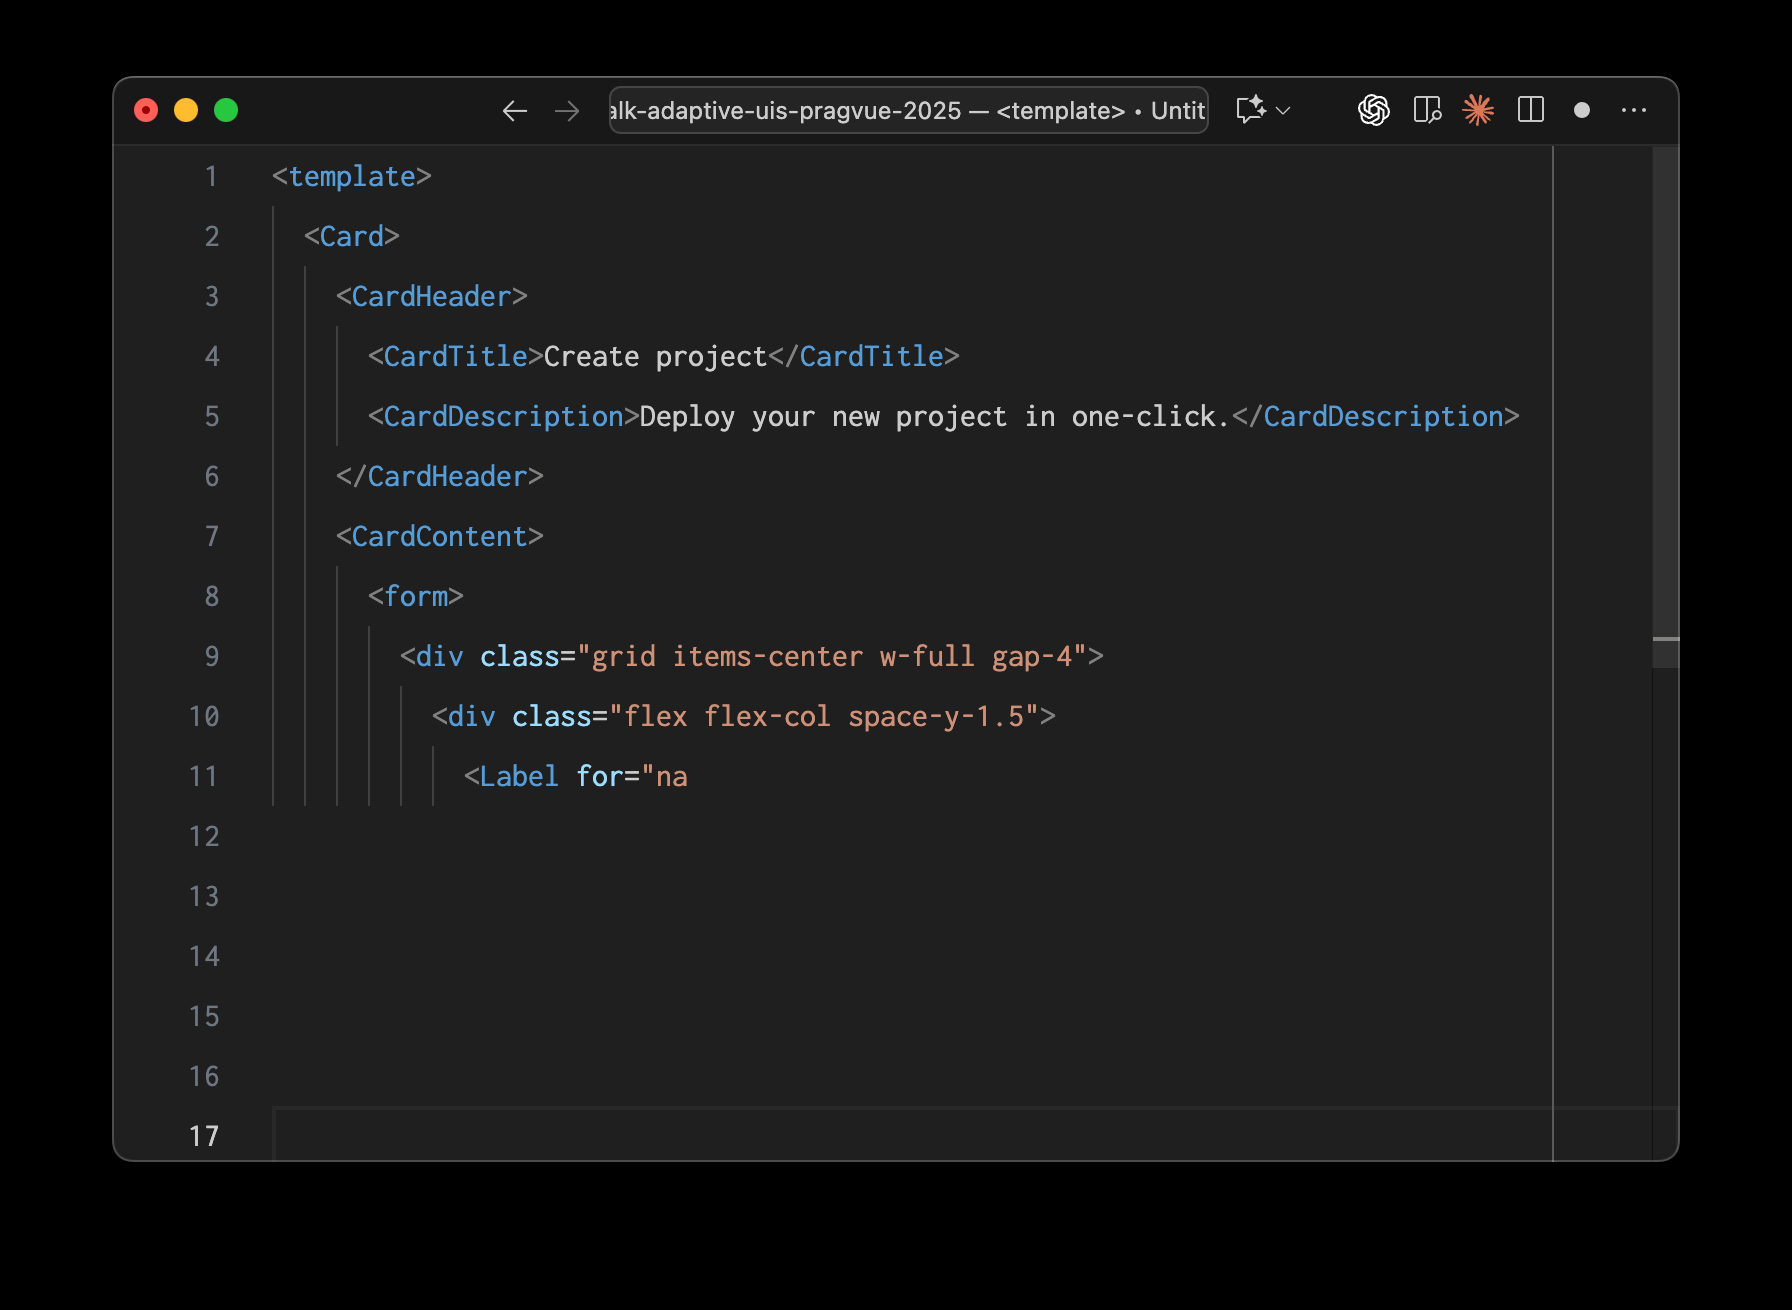 alk-adaptive-uis-pragvue-2025 — <template> • Untit
1 <template>
2 <Card>
3 <CardHeader>
4 <CardTitle>Create project</CardTitle>
5 <CardDescription>Deploy your new project in one-click.</CardDescription>
6 </CardHeader>
7 <CardContent>
8 <form>
9 <div class="grid items-center w-full gap-4">
10 <div class="flex flex-col space-y-1.5">
11 <Label for="na
12
13
14
15
16
17